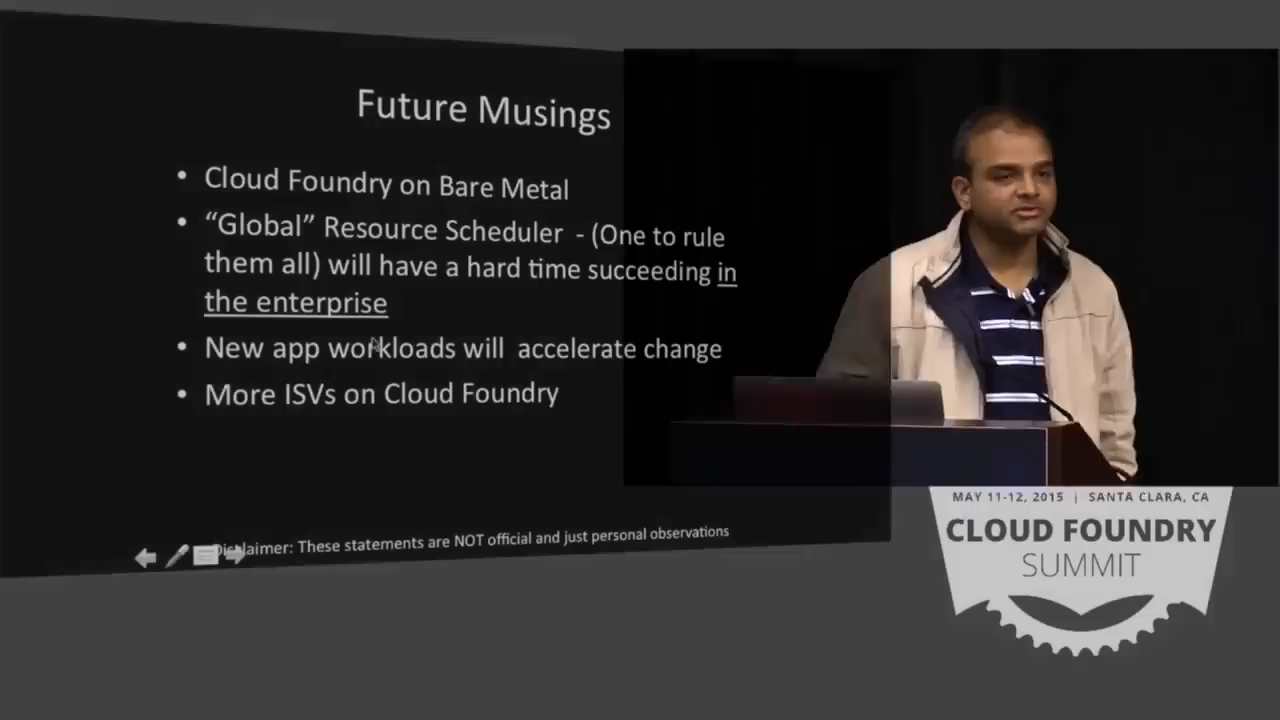 Future Musings
• Cloud Foundry on Bare Metal
• “Global” Resource Scheduler - (One to rule
them all) will have a hard time succeeding in
the enterprise
• New app workloads will accelerate change
• More ISVs on Cloud Foundry
Disclaimer: These statements are NOT official and just personal observations
MAY 11-12, 2015 | SANTA CLARA, CA
CLOUD FOUNDRY
SUMMIT